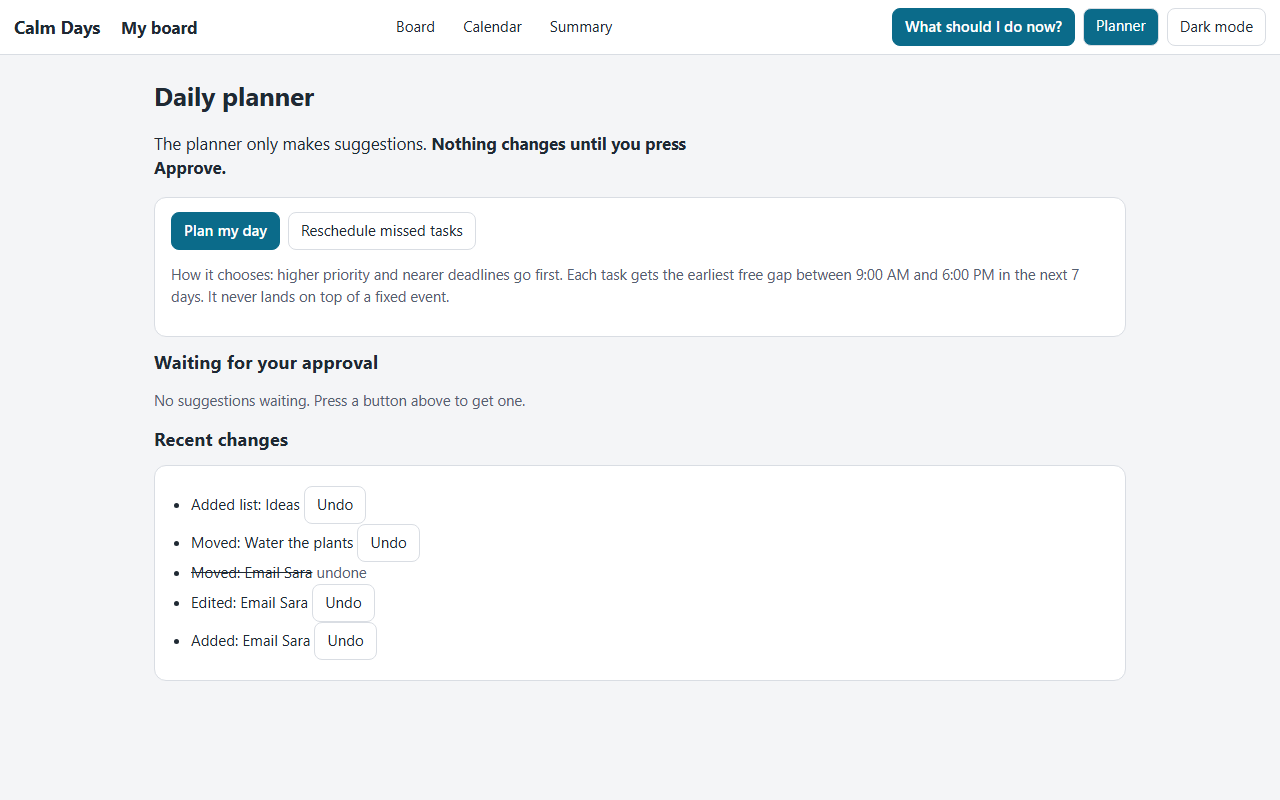 Calm Days My board Board Calendar Summary What should I do now? Planner Dark mode
Daily planner
The planner only makes suggestions. Nothing changes until you press
Approve.
Plan my day Reschedule missed tasks
How it chooses: higher priority and nearer deadlines go first. Each task gets the earliest free gap between 9:00 AM and 6:00 PM in the next 7
days. It never lands on top of a fixed event.
Waiting for your approval
No suggestions waiting. Press a button above to get one.
Recent changes
Added list: Ideas Undo
Moved: Water the plants Undo
Moved: Email Sara undone
Edited: Email Sara Undo
Added: Email Sara Undo